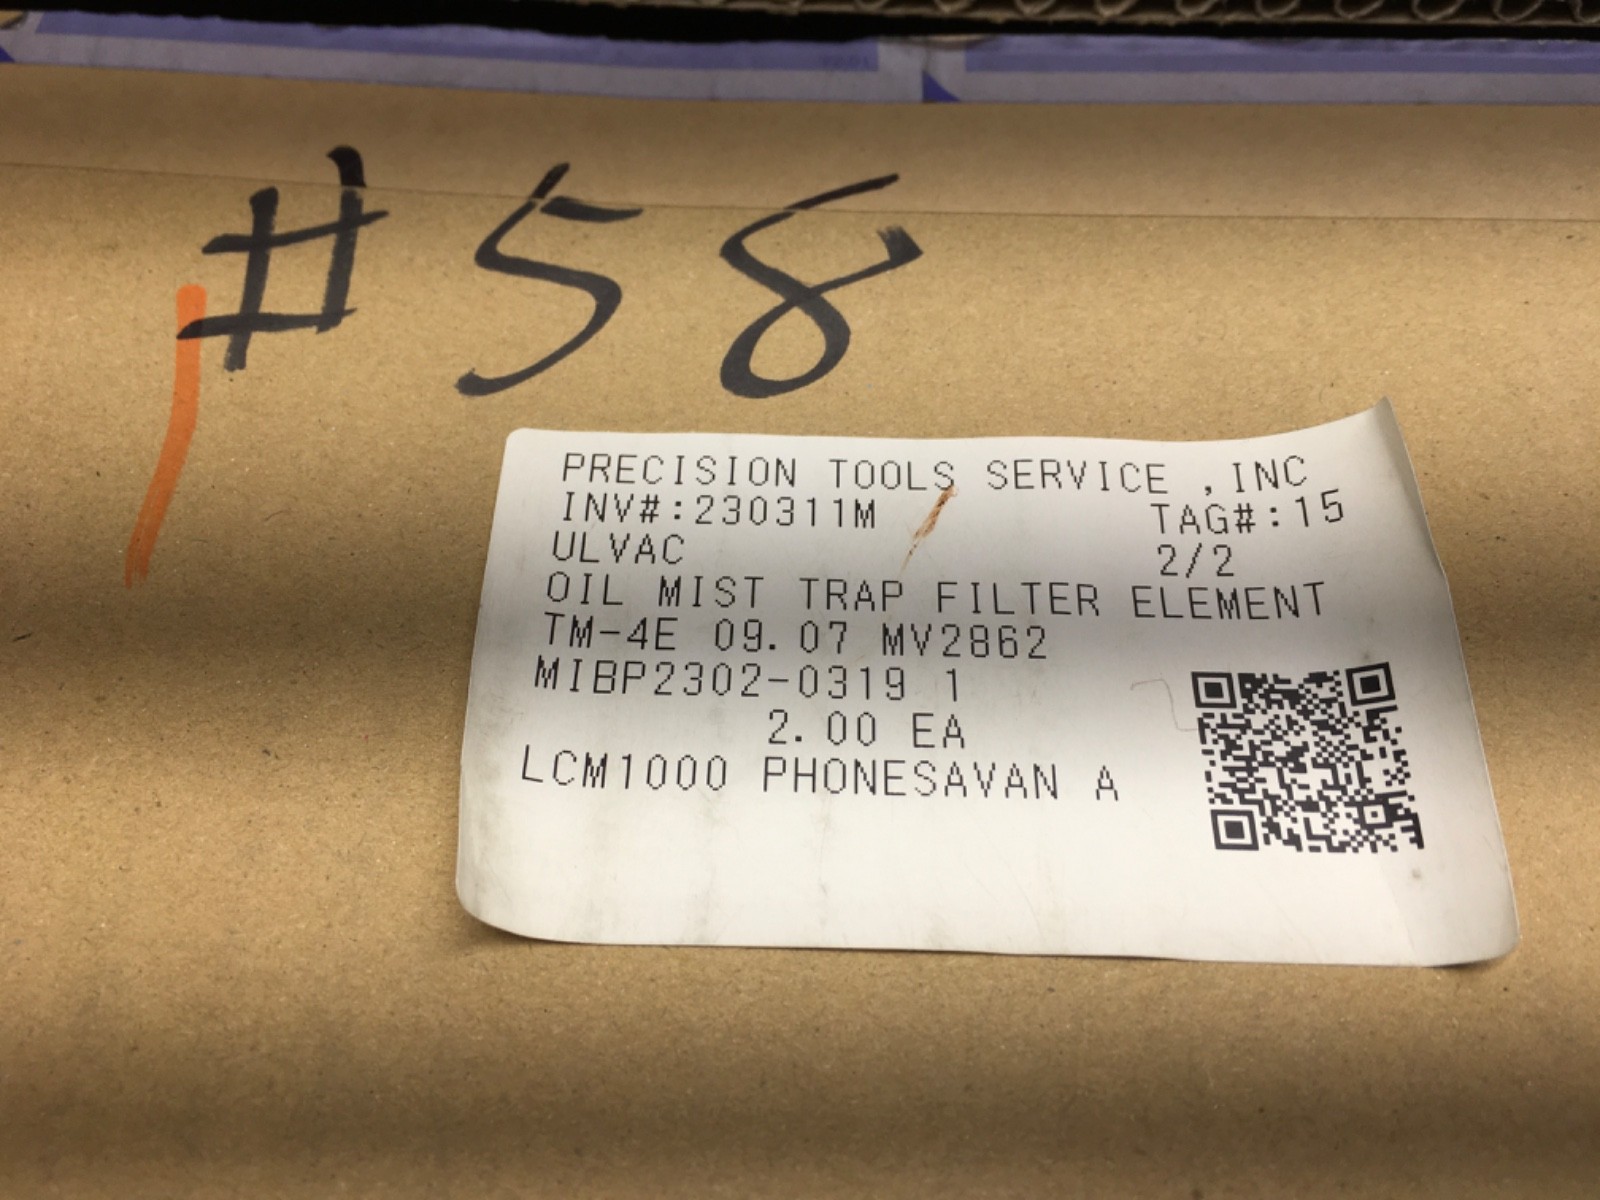 #58
PRECISION TOOLS SERVICE ,INC
INV#:230311M TAG#:15
ULVAC 2/2
OIL MIST TRAP FILTER ELEMENT
TM-4E 09.07 MV2862
MIBP2302-0319 1
2.00 EA
LCM1000 PHONESAVAN A